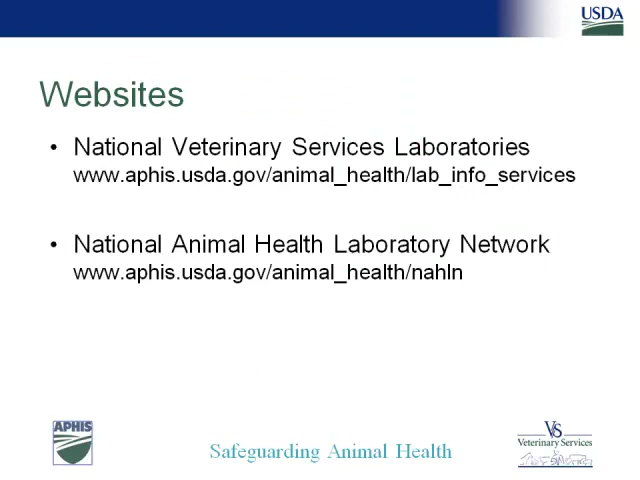 USDA
Websites
• National Veterinary Services Laboratories
www.aphis.usda.gov/animal_health/lab_info_services
• National Animal Health Laboratory Network
www.aphis.usda.gov/animal_health/nahln
APHIS
Safeguarding Animal Health
VS
Veterinary Services